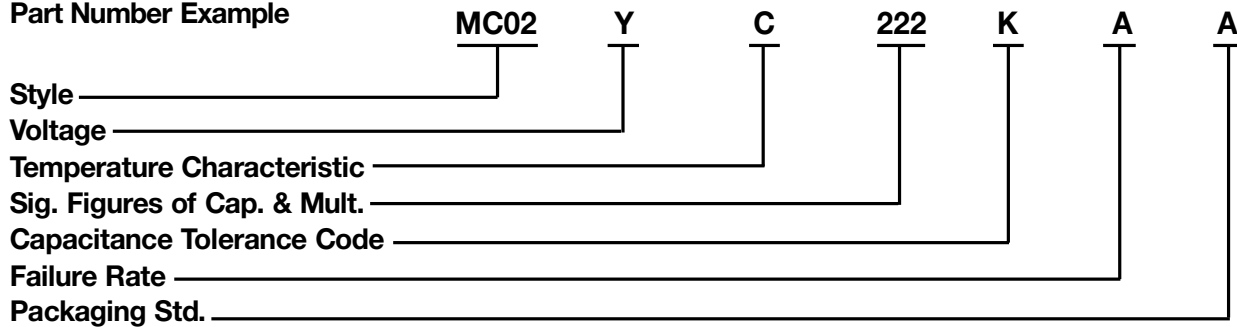 Part Number Example
MC02 Y C 222 K A A
Style
Voltage
Temperature Characteristic
Sig. Figures of Cap. & Mult.
Capacitance Tolerance Code
Failure Rate
Packaging Std.